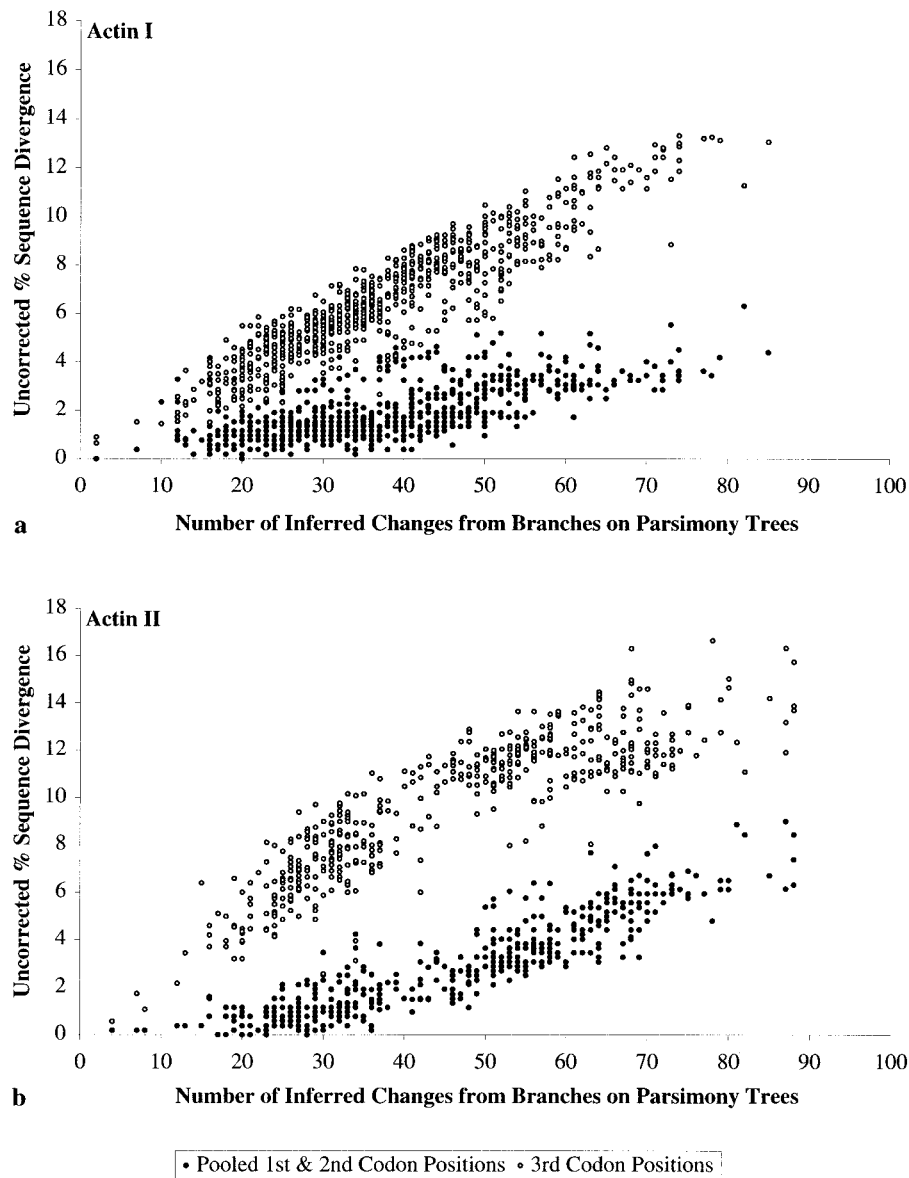 18
Actin I
16
14
12
10
8
6
4
2
0
Uncorrected % Sequence Divergence
0 10 20 30 40 50 60 70 80 90 100
a Number of Inferred Changes from Branches on Parsimony Trees
18
Actin II
16
14
12
10
8
6
4
2
0
Uncorrected % Sequence Divergence
0 10 20 30 40 50 60 70 80 90 100
b Number of Inferred Changes from Branches on Parsimony Trees
• Pooled 1st & 2nd Codon Positions ◦ 3rd Codon Positions